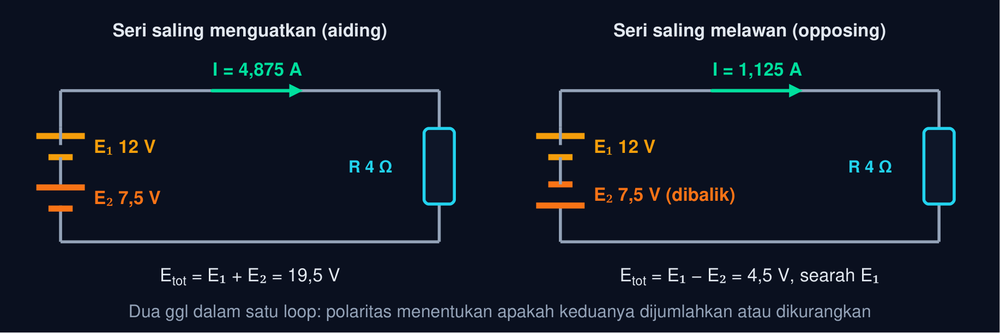 Seri saling menguatkan (aiding)
I = 4,875 A
E₁ 12 V
E₂ 7,5 V
R 4 Ω
Eₜₒₜ = E₁ + E₂ = 19,5 V
Seri saling melawan (opposing)
I = 1,125 A
E₁ 12 V
E₂ 7,5 V (dibalik)
R 4 Ω
Eₜₒₜ = E₁ − E₂ = 4,5 V, searah E₁
Dua ggl dalam satu loop: polaritas menentukan apakah keduanya dijumlahkan atau dikurangkan